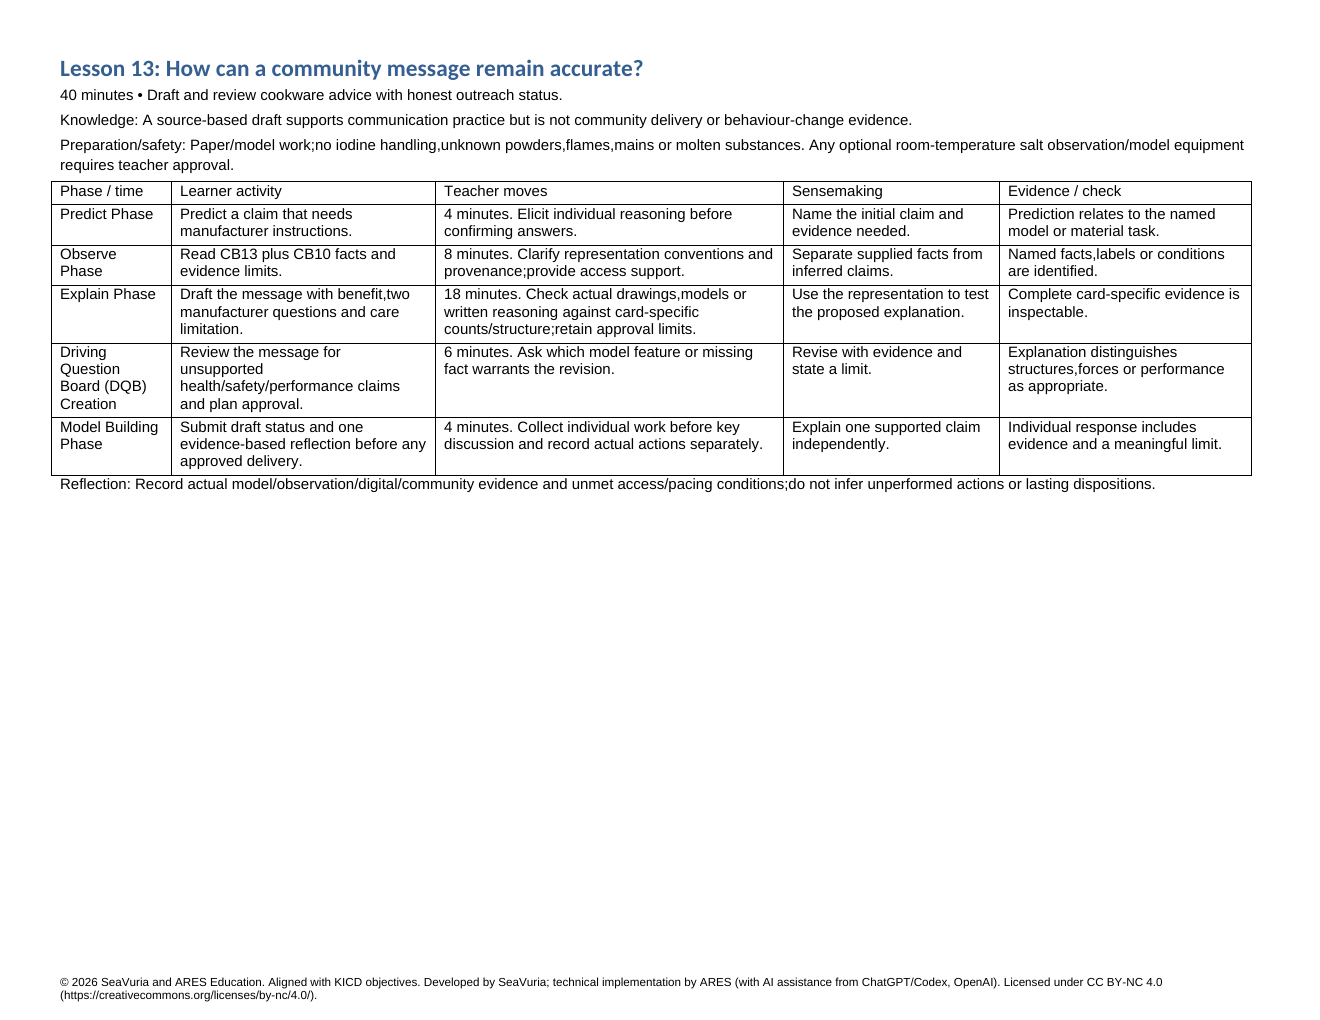 Lesson 13: How can a community message remain accurate?
40 minutes • Draft and review cookware advice with honest outreach status.
Knowledge: A source-based draft supports communication practice but is not community delivery or behaviour-change evidence.
Preparation/safety: Paper/model work;no iodine handling,unknown powders,flames,mains or molten substances. Any optional room-temperature salt observation/model equipment
requires teacher approval.
Phase / time
Learner activity
Teacher moves
Sensemaking
Evidence / check
Predict Phase
Predict a claim that needs
manufacturer instructions.
4 minutes. Elicit individual reasoning before
confirming answers.
Name the initial claim and
evidence needed.
Prediction relates to the named
model or material task.
Observe
Phase
Read CB13 plus CB10 facts and
evidence limits.
8 minutes. Clarify representation conventions and
provenance;provide access support.
Separate supplied facts from
inferred claims.
Named facts,labels or conditions
are identified.
Explain Phase
Draft the message with benefit,two
manufacturer questions and care
limitation.
18 minutes. Check actual drawings,models or
written reasoning against card-specific
counts/structure;retain approval limits.
Use the representation to test
the proposed explanation.
Complete card-specific evidence is
inspectable.
Driving
Question
Board (DQB)
Creation
Review the message for
unsupported
health/safety/performance claims
and plan approval.
6 minutes. Ask which model feature or missing
fact warrants the revision.
Revise with evidence and
state a limit.
Explanation distinguishes
structures,forces or performance
as appropriate.
Model Building
Phase
Submit draft status and one
evidence-based reflection before any
approved delivery.
4 minutes. Collect individual work before key
discussion and record actual actions separately.
Explain one supported claim
independently.
Individual response includes
evidence and a meaningful limit.
Reflection: Record actual model/observation/digital/community evidence and unmet access/pacing conditions;do not infer unperformed actions or lasting dispositions.
© 2026 SeaVuria and ARES Education. Aligned with KICD objectives. Developed by SeaVuria; technical implementation by ARES (with AI assistance from ChatGPT/Codex, OpenAI). Licensed under CC BY-NC 4.0
(https://creativecommons.org/licenses/by-nc/4.0/).